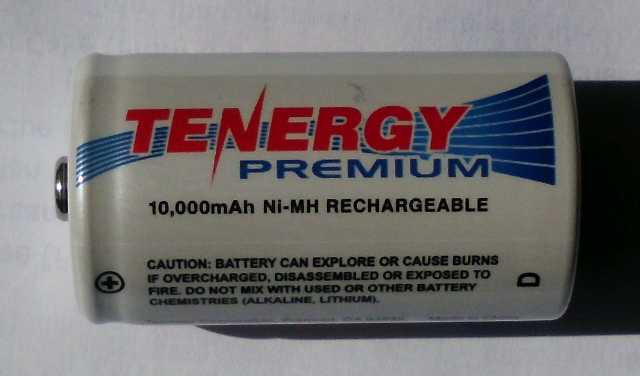 TENERGY
PREMIUM
10,000mAh Ni-MH RECHARGEABLE
CAUTION: BATTERY CAN EXPLORE OR CAUSE BURNS
IF OVERCHARGED, DISASSEMBLED OR EXPOSED TO
FIRE. DO NOT MIX WITH USED OR OTHER BATTERY
CHEMISTRIES (ALKALINE, LITHIUM).
D